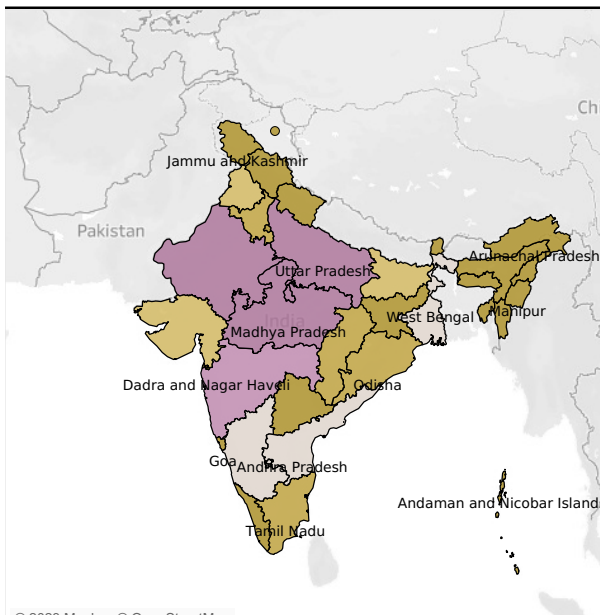 Chi
Jammu and Kashmir
Pakistan
Arunachal Pradesh
Uttar Pradesh
India
West Bengal
Manipur
Madhya Pradesh
Dadra and Nagar Haveli
Odisha
Goa
Andhra Pradesh
Andaman and Nicobar Island
Tamil Nadu